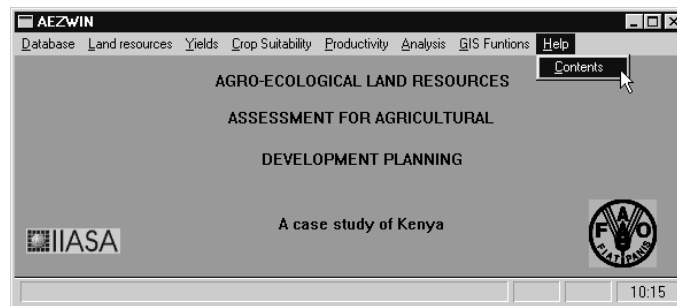 AEZWIN
Database Land resources Yields Crop Suitability Productivity Analysis GIS Funtions Help
Contents
AGRO-ECOLOGICAL LAND RESOURCES
ASSESSMENT FOR AGRICULTURAL
DEVELOPMENT PLANNING
A case study of Kenya
IIASA
F A O
FIAT PANIS
10:15